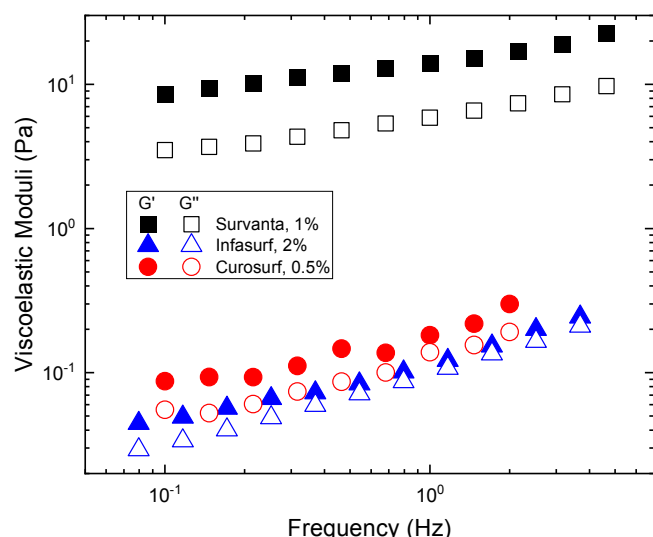 Viscoelastic Moduli (Pa)
10¹
10⁰
10⁻¹
G' G''
Survanta, 1%
Infasurf, 2%
Curosurf, 0.5%
10⁻¹ 10⁰
Frequency (Hz)